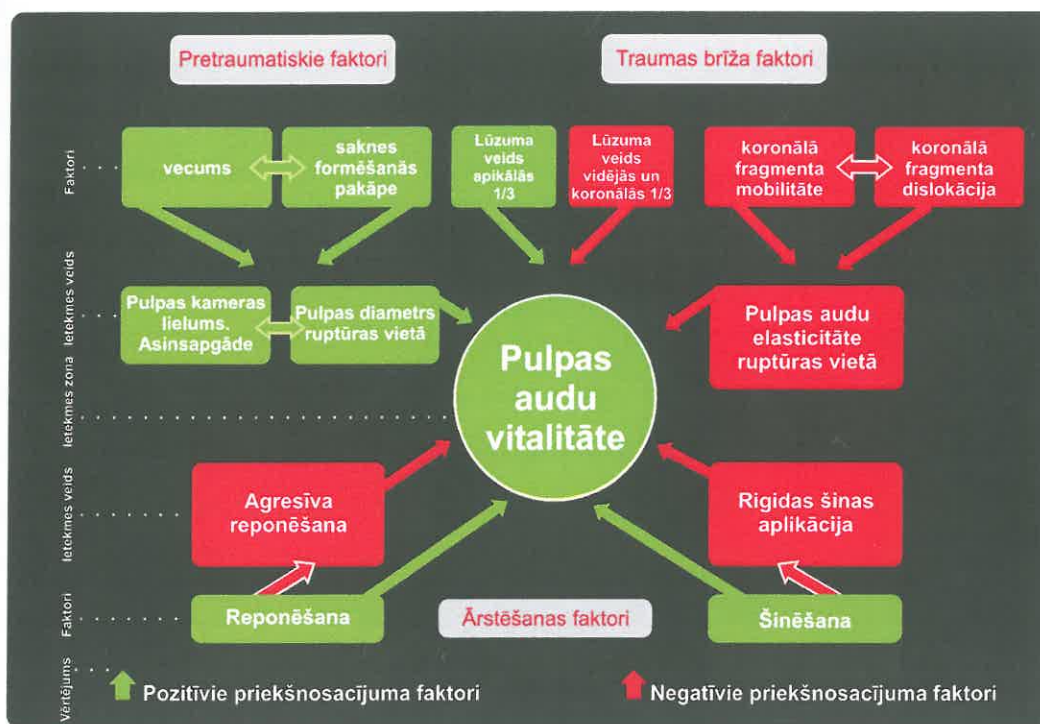 Pretraumatiskie faktori
Traumas brīža faktori
Faktori
vecums
saknes
formēšanās
pakāpe
Lūzuma
veids
apikālās
1/3
Lūzuma
veids
vidējās un
koronālās 1/3
koronālā
fragmenta
mobilitāte
koronālā
fragmenta
dislokācija
Ietekmes veids
Pulpas kameras
lielums.
Asinsapgāde
Pulpas diametrs
ruptūras vietā
Pulpas audu
elasticitāte
ruptūras vietā
Ietekmes zona
Pulpas
audu
vitalitāte
Ietekmes veids
Agresīva
reponēšana
Rigidas šinas
aplikācija
Faktori
Reponēšana
Ārstēšanas faktori
Šinēšana
Vērtējums
Pozitīvie priekšnosacījuma faktori
Negatīvie priekšnosacījuma faktori